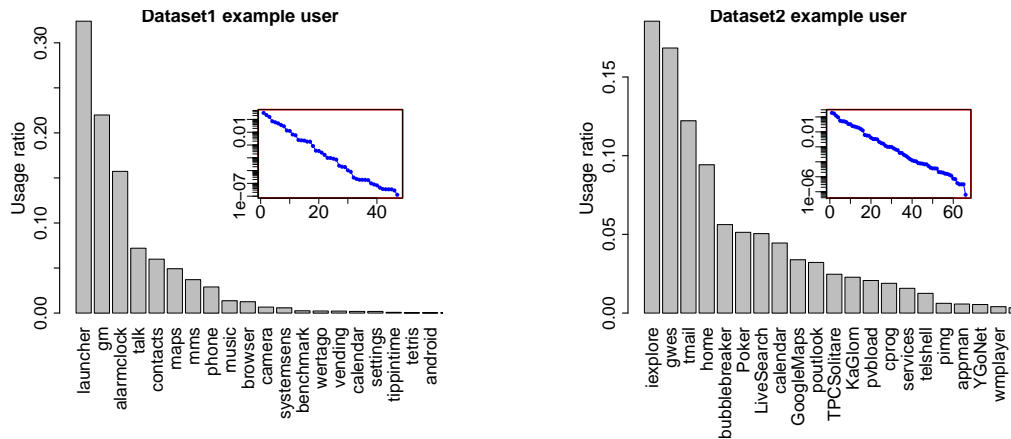 Dataset1 example user
Usage ratio
0.30
0.20
0.10
0.00
0.01
1e−07
0
20
40
launcher
gm
alarmclock
talk
contacts
maps
mms
phone
music
browser
camera
systemsens
benchmark
wertago
vending
calendar
settings
tippintime
tetris
android
Dataset2 example user
Usage ratio
0.15
0.10
0.05
0.00
0.01
1e−06
0
20
40
60
iexplore
gwes
tmail
home
bubblebreaker
Poker
LiveSearch
calendar
GoogleMaps
poutlook
TPCSolitare
KaGlom
pvbload
cprog
services
telshell
pimg
appman
YGoNet
wmplayer